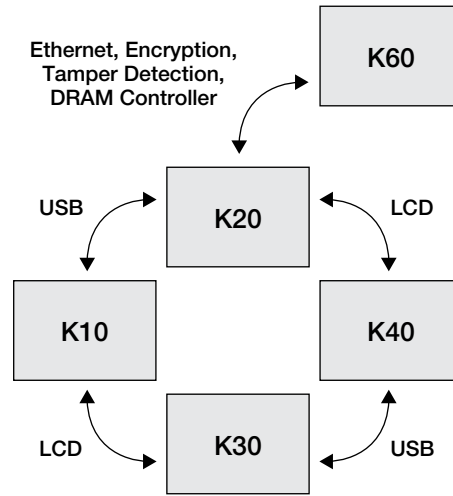 Ethernet, Encryption,
Tamper Detection,
DRAM Controller
K60
USB
K20
LCD
K10
K40
LCD
K30
USB